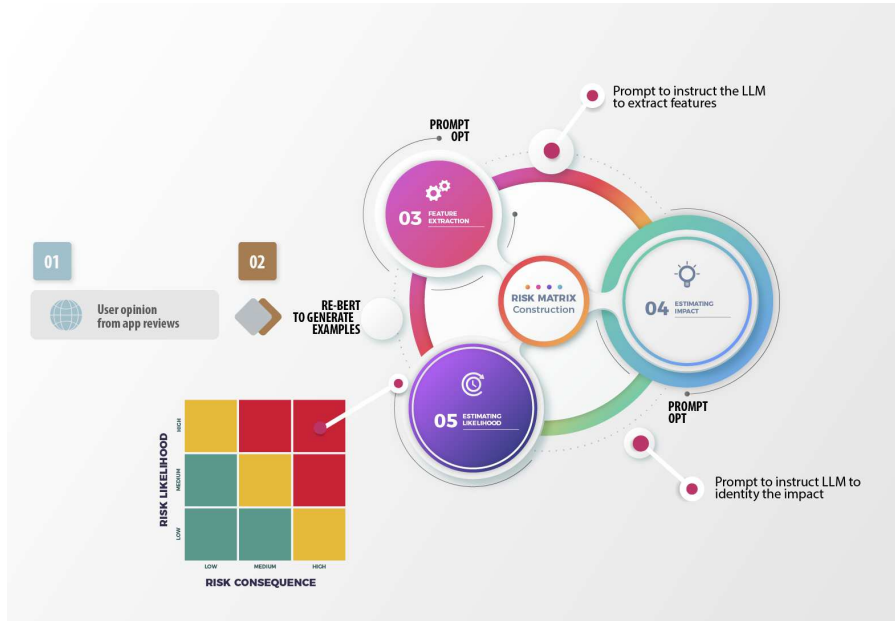 Prompt to instruct the LLM
to extract features
PROMPT
OPT
03 FEATURE
EXTRACTION
01
02
User opinion
from app reviews
RE-BERT
TO GENERATE
EXAMPLES
RISK MATRIX
Construction
04 ESTIMATING
IMPACT
05 ESTIMATING
LIKELIHOOD
PROMPT
OPT
Prompt to instruct LLM to
identity the impact
RISK LIKELIHOOD
HIGH
MEDIUM
LOW
LOW MEDIUM HIGH
RISK CONSEQUENCE